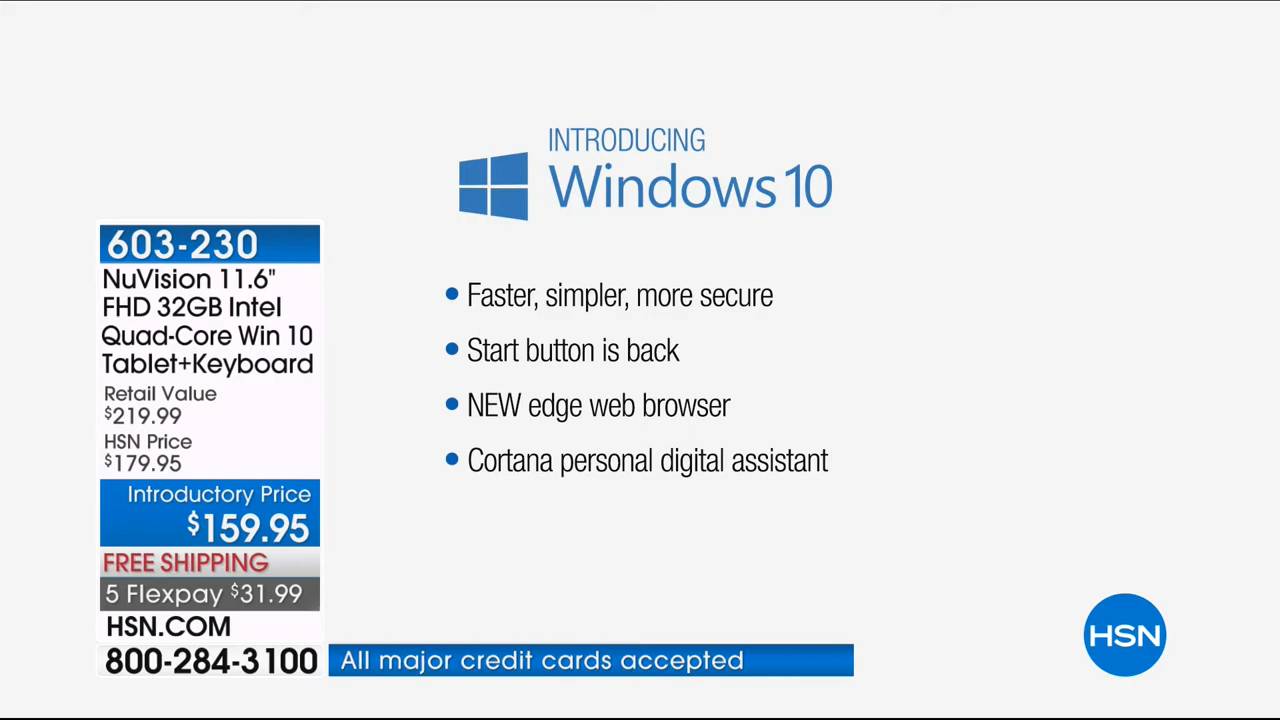 INTRODUCING
Windows 10
• Faster, simpler, more secure
• Start button is back
• NEW edge web browser
• Cortana personal digital assistant
603-230
NuVision 11.6"
FHD 32GB Intel
Quad-Core Win 10
Tablet+Keyboard
Retail Value
$219.99
HSN Price
$179.95
Introductory Price
$159.95
FREE SHIPPING
5 Flexpay $31.99
HSN.COM
800-284-3100
All major credit cards accepted
HSN